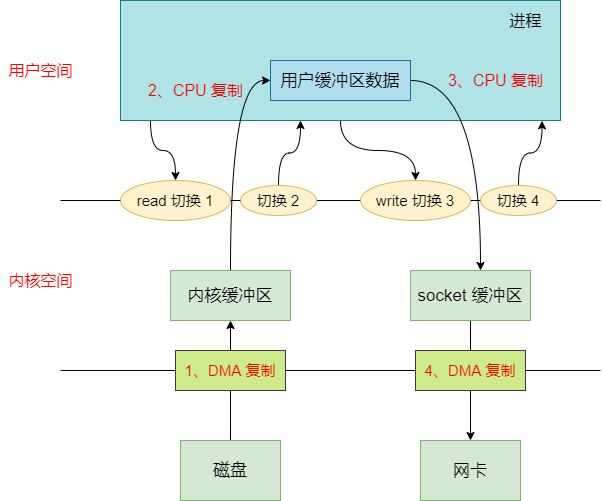 进程
用户空间
2、CPU 复制
用户缓冲区数据
3、CPU 复制
read 切换 1
切换 2
write 切换 3
切换 4
内核空间
内核缓冲区
socket 缓冲区
1、DMA 复制
4、DMA 复制
磁盘
网卡